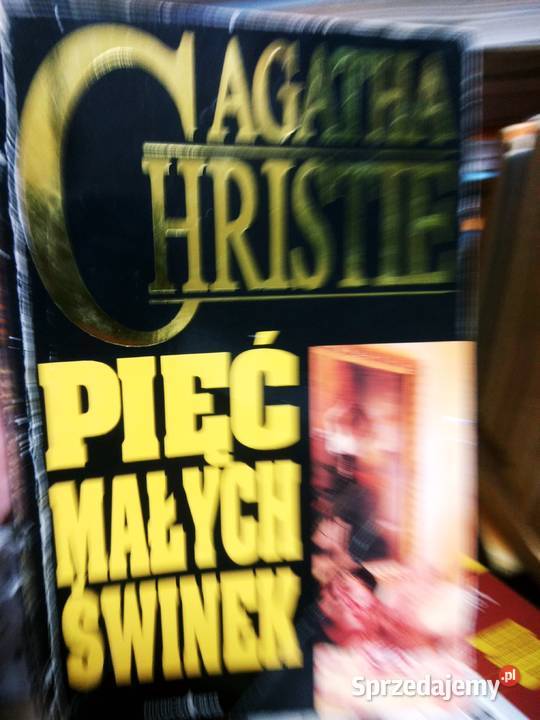 AGATHA
CHRISTIE
PIĘĆ
MAŁYCH
ŚWINEK
Sprzedajemy.pl